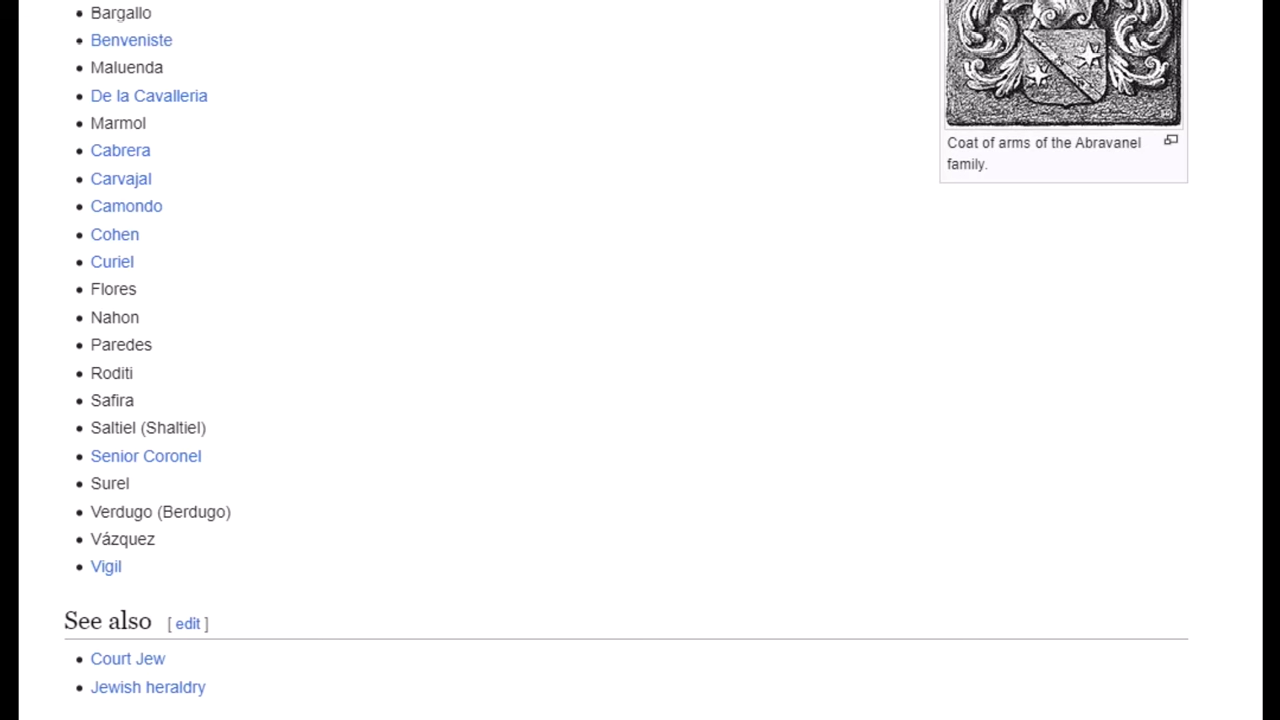 Bargallo
Benveniste
Maluenda
De la Cavalleria
Marmol
Cabrera
Carvajal
Camondo
Cohen
Curiel
Flores
Nahon
Paredes
Roditi
Safira
Saltiel (Shaltiel)
Senior Coronel
Surel
Verdugo (Berdugo)
Vázquez
Vigil
Coat of arms of the Abravanel
family.
See also [ edit ]
Court Jew
Jewish heraldry